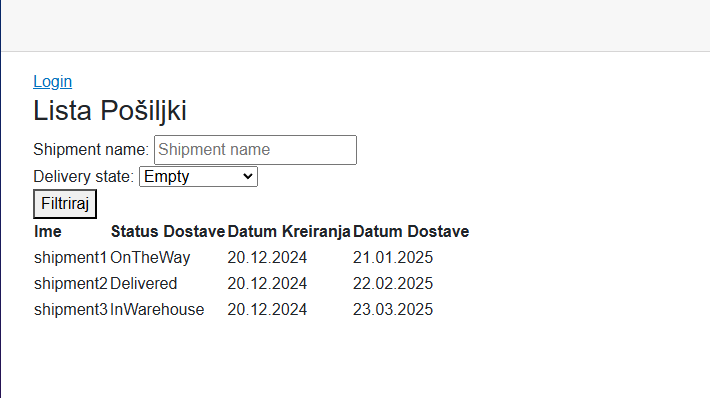 Login
Lista Pošiljki
Shipment name: Shipment name
Delivery state: Empty
Filtriraj
Ime Status Dostave Datum Kreiranja Datum Dostave
shipment1 OnTheWay 20.12.2024 21.01.2025
shipment2 Delivered 20.12.2024 22.02.2025
shipment3 InWarehouse 20.12.2024 23.03.2025